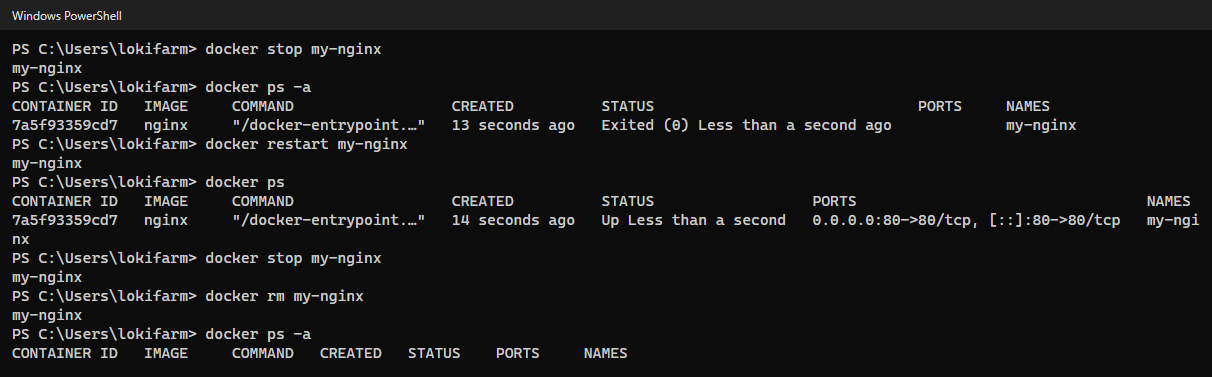 Windows PowerShell
PS C:\Users\lokifarm> docker stop my-nginx
my-nginx
PS C:\Users\lokifarm> docker ps -a
CONTAINER ID   IMAGE     COMMAND                  CREATED          STATUS                              PORTS     NAMES
7a5f93359cd7   nginx     "/docker-entrypoint.…"   13 seconds ago   Exited (0) Less than a second ago             my-nginx
PS C:\Users\lokifarm> docker restart my-nginx
my-nginx
PS C:\Users\lokifarm> docker ps
CONTAINER ID   IMAGE     COMMAND                  CREATED          STATUS                  PORTS                                 NAMES
7a5f93359cd7   nginx     "/docker-entrypoint.…"   14 seconds ago   Up Less than a second   0.0.0.0:80->80/tcp, [::]:80->80/tcp   my-ngi
nx
PS C:\Users\lokifarm> docker stop my-nginx
my-nginx
PS C:\Users\lokifarm> docker rm my-nginx
my-nginx
PS C:\Users\lokifarm> docker ps -a
CONTAINER ID   IMAGE     COMMAND   CREATED   STATUS    PORTS     NAMES